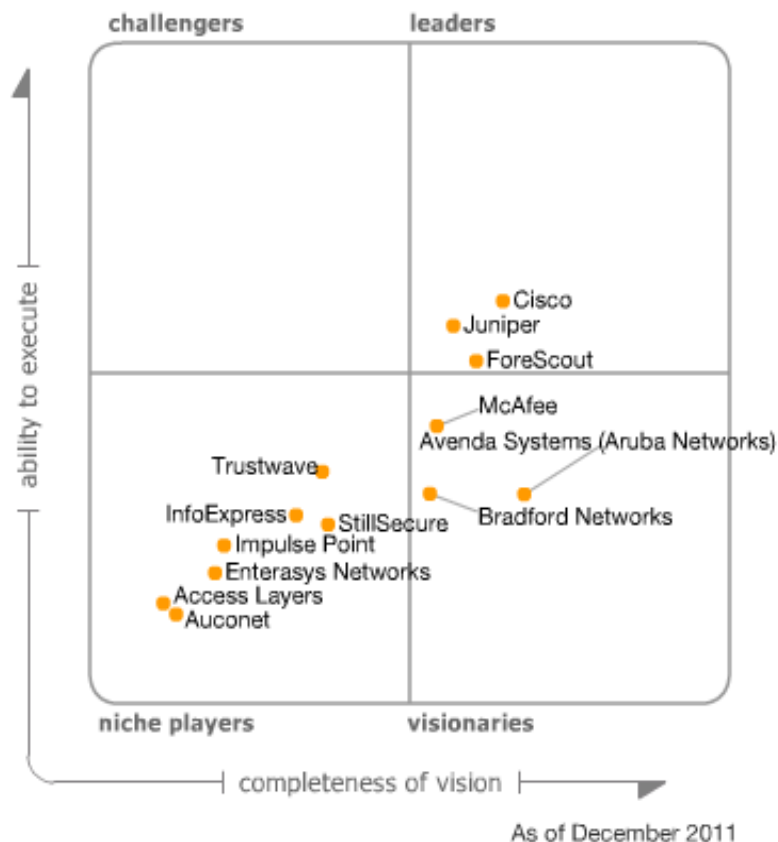 challengers
leaders
ability to execute
Cisco
Juniper
ForeScout
McAfee
Avenda Systems (Aruba Networks)
Trustwave
InfoExpress
StillSecure
Bradford Networks
Impulse Point
Enterasys Networks
Access Layers
Auconet
niche players
visionaries
completeness of vision
As of December 2011